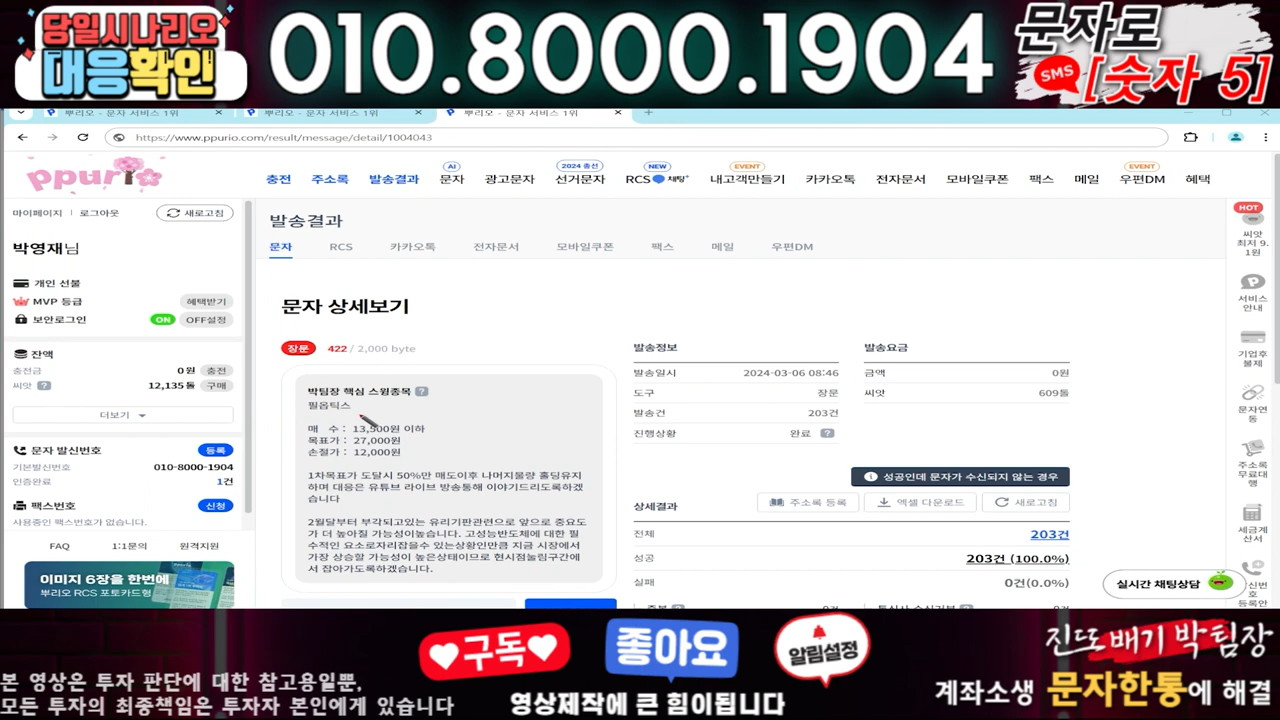 당일시나리오
대응확인
010.8000.1904
문자로
SMS
[숫자 5]
뿌리오 - 문자 서비스 1위
뿌리오 - 문자 서비스 1위
뿌리오 - 문자 서비스 1위
https://www.ppurio.com/result/message/detail/1004043
ppurio
충전
주소록
발송결과
AI
문자
광고문자
2024 총선
선거문자
NEW
RCS 채팅+
EVENT
내고객만들기
카카오톡
전자문서
모바일쿠폰
팩스
메일
EVENT
우편DM
혜택
마이페이지 | 로그아웃
새로고침
박영재님
개인 선불
MVP 등급
혜택받기
보안로그인
ON
OFF설정
잔액
충전금
0원
충전
씨앗 ?
12,135톨
구매
더보기
문자 발신번호
등록
기본발신번호
010-8000-1904
인증완료
1건
팩스번호
신청
사용중인 팩스번호가 없습니다.
FAQ
1:1문의
원격지원
이미지 6장을 한번에
뿌리오 RCS 포토카드형
발송결과
문자
RCS
카카오톡
전자문서
모바일쿠폰
팩스
메일
우편DM
문자 상세보기
장문
422 / 2,000 byte
박팀장 핵심 스윙종목 ?
필옵틱스
매 수 : 13,500원 이하
목표가 : 27,000원
손절가 : 12,000원
1차목표가 도달시 50%만 매도이후 나머지물량 홀딩유지
하며 대응은 유튜브 라이브 방송통해 이야기드리도록하겠
습니다
2월달부터 부각되고있는 유리기판관련으로 앞으로 중요도
가 더 높아질 가능성이높습니다. 고성능반도체에 대한 필
수적인 요소로자리잡을수 있는상황인만큼 지금 시장에서
가장 상승할 가능성이 높은상태이므로 현시점눌림구간에
서 잡아가도록하겠습니다.
발송정보
발송일시
2024-03-06 08:46
도구
장문
발송건
203건
진행상황
완료 ?
발송요금
금액
0원
씨앗
609톨
성공인데 문자가 수신되지 않는 경우
상세결과
주소록 등록
엑셀 다운로드
새로고침
전체
203건
성공
203건 (100.0%)
실패
0건(0.0%)
실시간 채팅상담
HOT
씨앗
최저 9.
1원
서비스
안내
기업후
불제
문자연
동
주소록
무료대
행
세금계
산서
발신번
호
등록안
구독
좋아요
알림설정
영상제작에 큰 힘이됩니다
본 영상은 투자 판단에 대한 참고용일뿐,
모든 투자의 최종책임은 투자자 본인에게 있습니다
진또배기 박팀장
계좌소생 문자한통에 해결